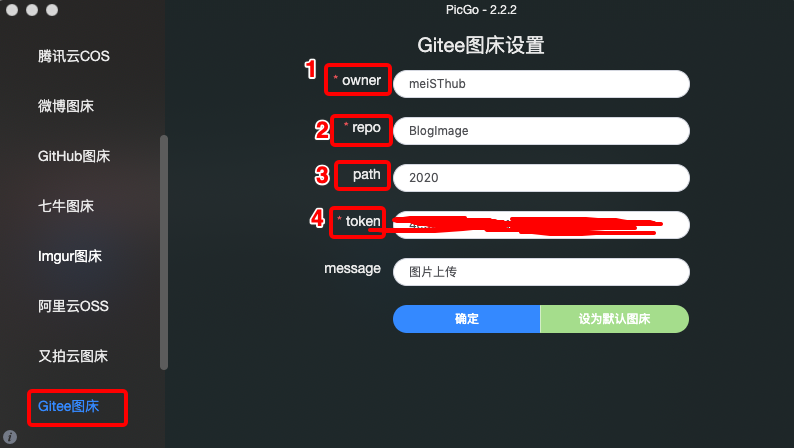 PicGo - 2.2.2
腾讯云COS
微博图床
GitHub图床
七牛图床
Imgur图床
阿里云OSS
又拍云图床
Gitee图床
Gitee图床设置
1 * owner meiSThub
2 * repo BlogImage
3 path 2020
4 * token
message 图片上传
确定 设为默认图床